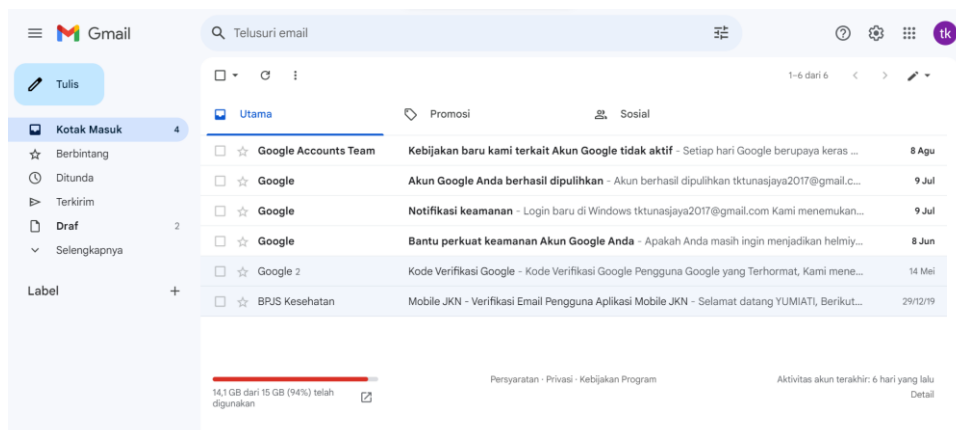 Gmail
Telusuri email
tk
Tulis
1–6 dari 6
Utama
Promosi
Sosial
Kotak Masuk 4
Berbintang
Ditunda
Terkirim
Draf 2
Selengkapnya
Label
Google Accounts Team Kebijakan baru kami terkait Akun Google tidak aktif - Setiap hari Google berupaya keras ... 8 Agu
Google Akun Google Anda berhasil dipulihkan - Akun berhasil dipulihkan tktunasjaya2017@gmail.c... 9 Jul
Google Notifikasi keamanan - Login baru di Windows tktunasjaya2017@gmail.com Kami menemukan... 9 Jul
Google Bantu perkuat keamanan Akun Google Anda - Apakah Anda masih ingin menjadikan helmiy... 8 Jun
Google 2 Kode Verifikasi Google - Kode Verifikasi Google Pengguna Google yang Terhormat, Kami mene... 14 Mei
BPJS Kesehatan Mobile JKN - Verifikasi Email Pengguna Aplikasi Mobile JKN - Selamat datang YUMIATI, Berikut... 29/12/19
14,1 GB dari 15 GB (94%) telah
digunakan
Persyaratan · Privasi · Kebijakan Program
Aktivitas akun terakhir: 6 hari yang lalu
Detail